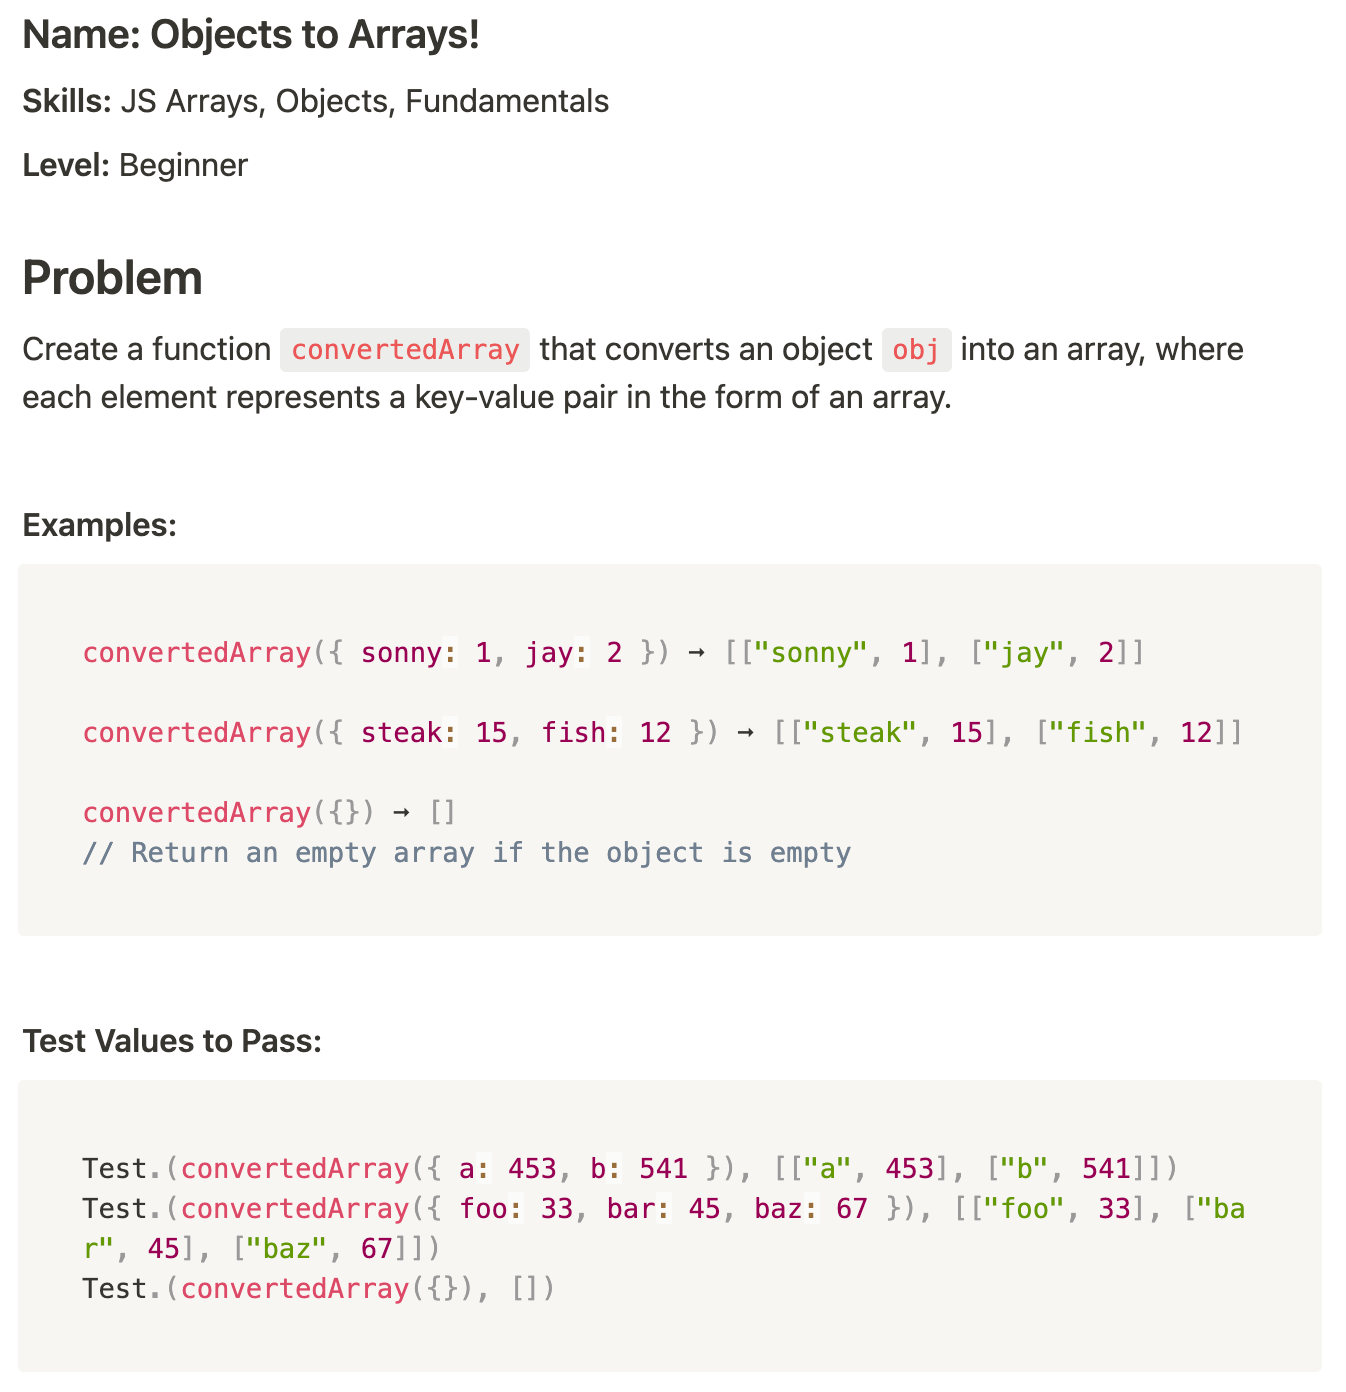 Name: Objects to Arrays!
Skills: JS Arrays, Objects, Fundamentals
Level: Beginner
Problem
Create a function convertedArray that converts an object obj into an array, where
each element represents a key-value pair in the form of an array.
Examples:
convertedArray({ sonny: 1, jay: 2 }) → [["sonny", 1], ["jay", 2]]
convertedArray({ steak: 15, fish: 12 }) → [["steak", 15], ["fish", 12]]
convertedArray({}) → []
// Return an empty array if the object is empty
Test Values to Pass:
Test.(convertedArray({ a: 453, b: 541 }), [["a", 453], ["b", 541]])
Test.(convertedArray({ foo: 33, bar: 45, baz: 67 }), [["foo", 33], ["ba
r", 45], ["baz", 67]])
Test.(convertedArray({}), [])